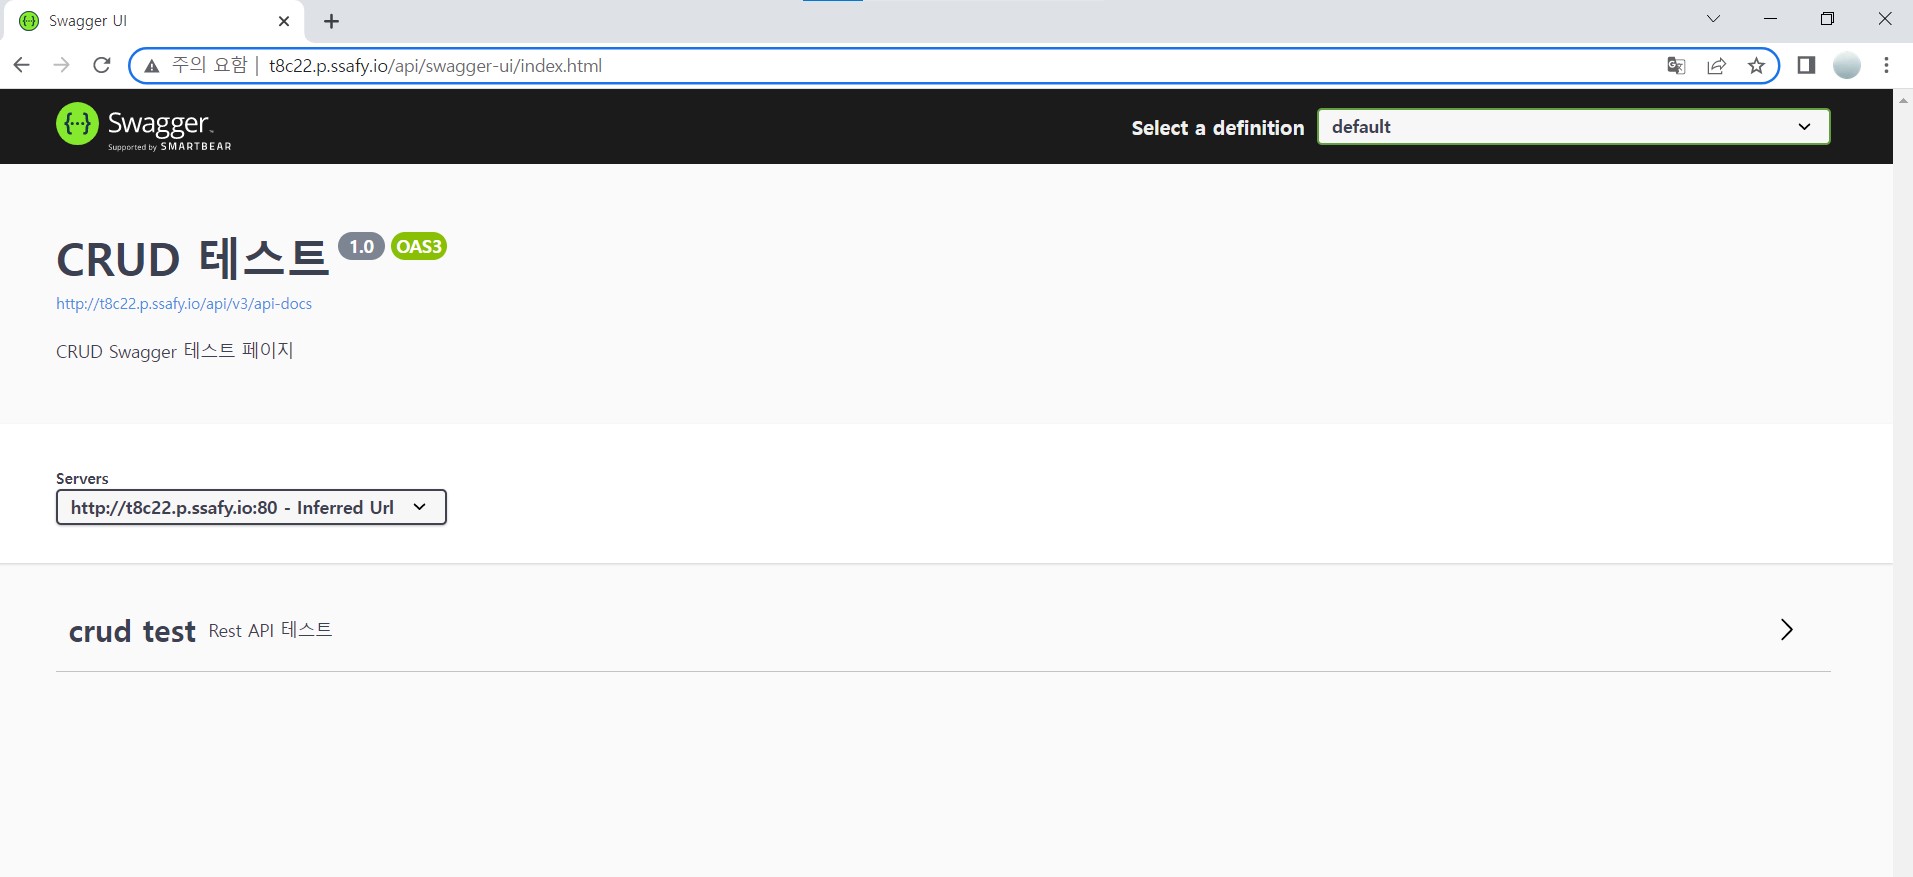 Swagger UI
주의 요함 | t8c22.p.ssafy.io/api/swagger-ui/index.html
Swagger™
Supported by SMARTBEAR
Select a definition default
CRUD 테스트 1.0 OAS3
http://t8c22.p.ssafy.io/api/v3/api-docs
CRUD Swagger 테스트 페이지
Servers
http://t8c22.p.ssafy.io:80 - Inferred Url
crud test Rest API 테스트